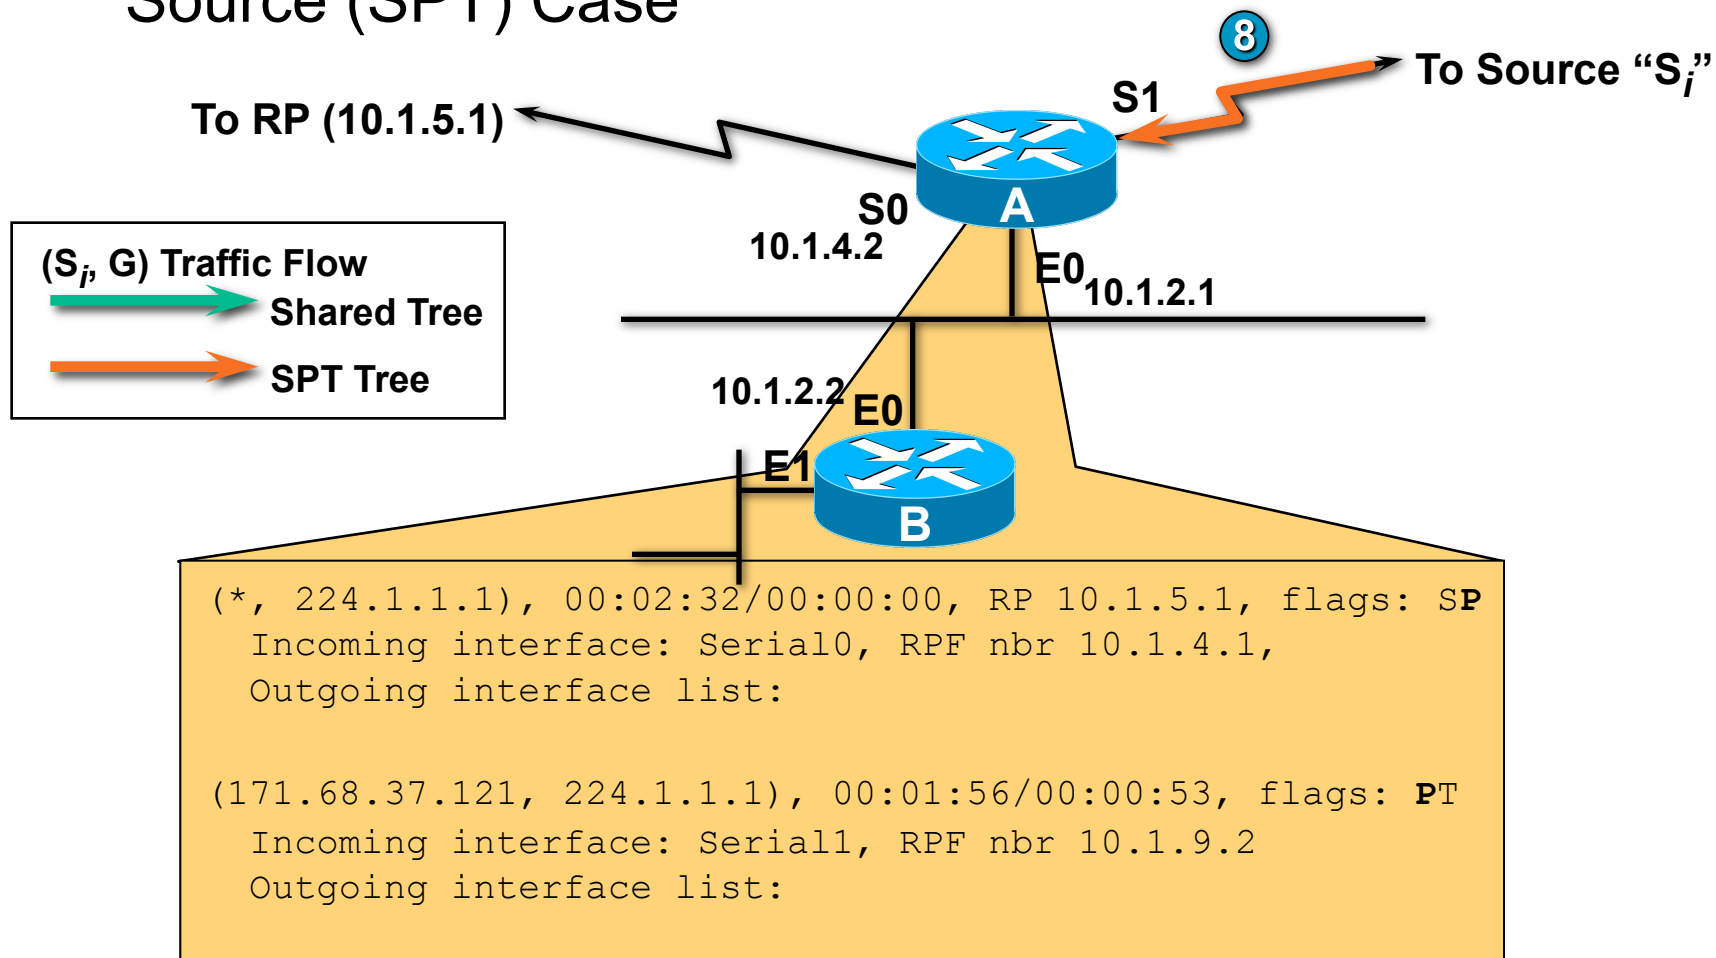 Source (SPT) Case
8
To Source “Si”
S1
To RP (10.1.5.1)
A
S0
10.1.4.2
E0
10.1.2.1
(Si, G) Traffic Flow
Shared Tree
SPT Tree
10.1.2.2
E0
E1
B
(*, 224.1.1.1), 00:02:32/00:00:00, RP 10.1.5.1, flags: SP
Incoming interface: Serial0, RPF nbr 10.1.4.1,
Outgoing interface list:
(171.68.37.121, 224.1.1.1), 00:01:56/00:00:53, flags: PT
Incoming interface: Serial1, RPF nbr 10.1.9.2
Outgoing interface list: